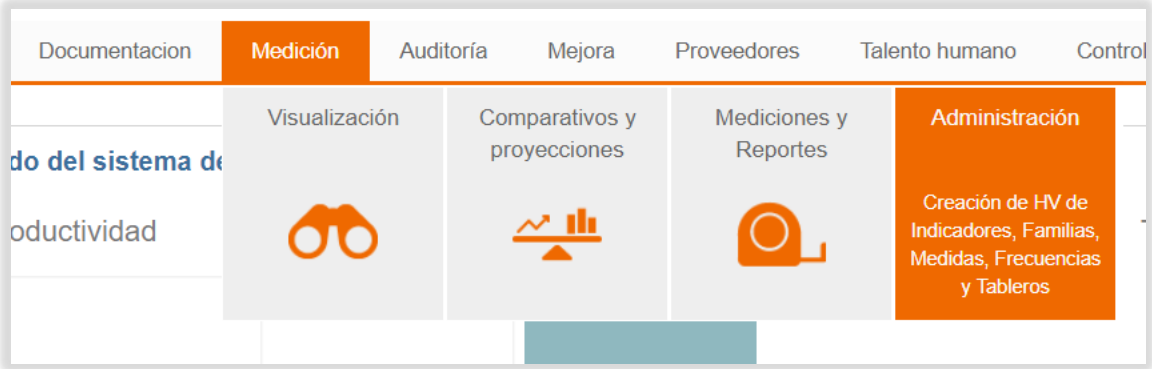 Documentacion Medición Auditoría Mejora Proveedores Talento humano Control
Visualización
Comparativos y
proyecciones
Mediciones y
Reportes
Administración
Creación de HV de
Indicadores, Familias,
Medidas, Frecuencias
y Tableros
do del sistema de
oductividad